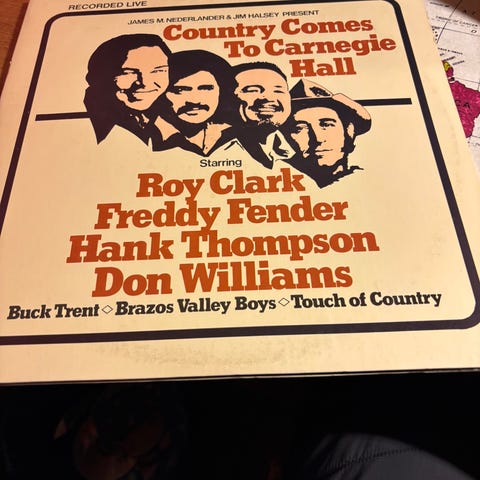 RECORDED LIVE
JAMES M. NEDERLANDER & JIM HALSEY PRESENT
Country Comes
To Carnegie
Hall
Starring
Roy Clark
Freddy Fender
Hank Thompson
Don Williams
Buck Trent ◇ Brazos Valley Boys ◇ Touch of Country